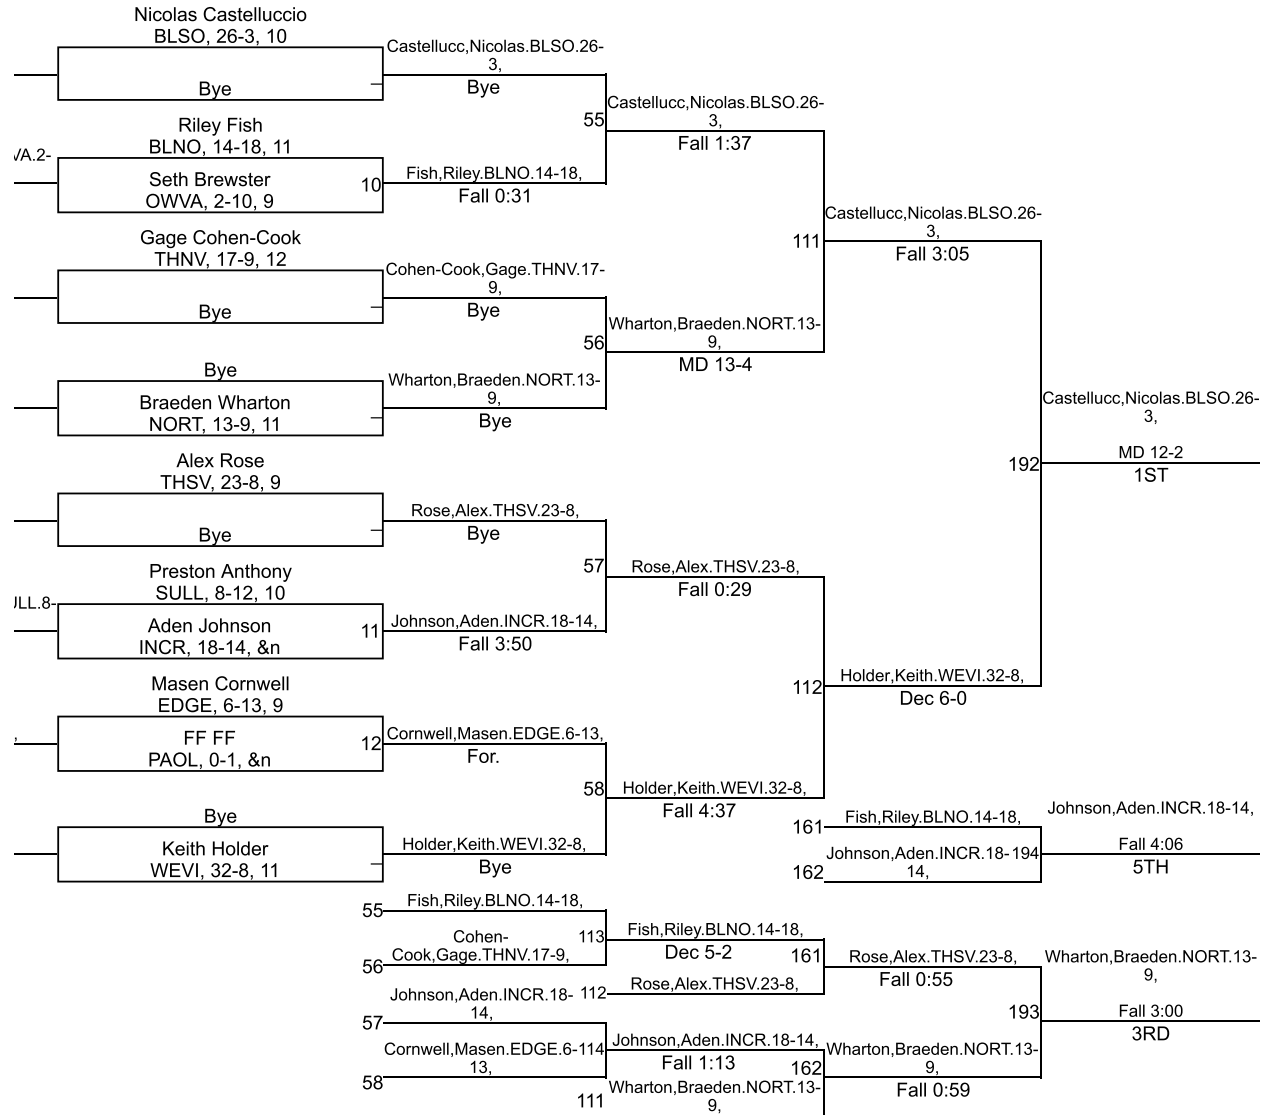 Nicolas Castelluccio
BLSO, 26-3, 10
Bye
Castellucc,Nicolas.BLSO.26-
3,
Bye
55
Castellucc,Nicolas.BLSO.26-
3,
Fall 1:37
Riley Fish
BLNO, 14-18, 11
VA.2-
Seth Brewster
OWVA, 2-10, 9
10
Fish,Riley.BLNO.14-18,
Fall 0:31
111
Castellucc,Nicolas.BLSO.26-
3,
Fall 3:05
Gage Cohen-Cook
THNV, 17-9, 12
Bye
Cohen-Cook,Gage.THNV.17-
9,
Bye
56
Wharton,Braeden.NORT.13-
9,
MD 13-4
Bye
Braeden Wharton
NORT, 13-9, 11
Wharton,Braeden.NORT.13-
9,
Bye
192
Castellucc,Nicolas.BLSO.26-
3,
MD 12-2
1ST
Alex Rose
THSV, 23-8, 9
Bye
Rose,Alex.THSV.23-8,
Bye
57
Rose,Alex.THSV.23-8,
Fall 0:29
Preston Anthony
SULL, 8-12, 10
JLL.8-
Aden Johnson
INCR, 18-14, &n
11
Johnson,Aden.INCR.18-14,
Fall 3:50
112
Holder,Keith.WEVI.32-8,
Dec 6-0
Masen Cornwell
EDGE, 6-13, 9
,
FF FF
PAOL, 0-1, &n
12
Cornwell,Masen.EDGE.6-13,
For.
58
Holder,Keith.WEVI.32-8,
Fall 4:37
Bye
Keith Holder
WEVI, 32-8, 11
Holder,Keith.WEVI.32-8,
Bye
161
Fish,Riley.BLNO.14-18,
162
Johnson,Aden.INCR.18-
14,
194
Johnson,Aden.INCR.18-14,
Fall 4:06
5TH
55
Fish,Riley.BLNO.14-18,
56
Cohen-
Cook,Gage.THNV.17-9,
113
Fish,Riley.BLNO.14-18,
Dec 5-2
112
Rose,Alex.THSV.23-8,
161
Rose,Alex.THSV.23-8,
Fall 0:55
57
Johnson,Aden.INCR.18-
14,
58
Cornwell,Masen.EDGE.6-
13,
114
Johnson,Aden.INCR.18-14,
Fall 1:13
111
Wharton,Braeden.NORT.13-
9,
162
Wharton,Braeden.NORT.13-
9,
Fall 0:59
193
Wharton,Braeden.NORT.13-
9,
Fall 3:00
3RD